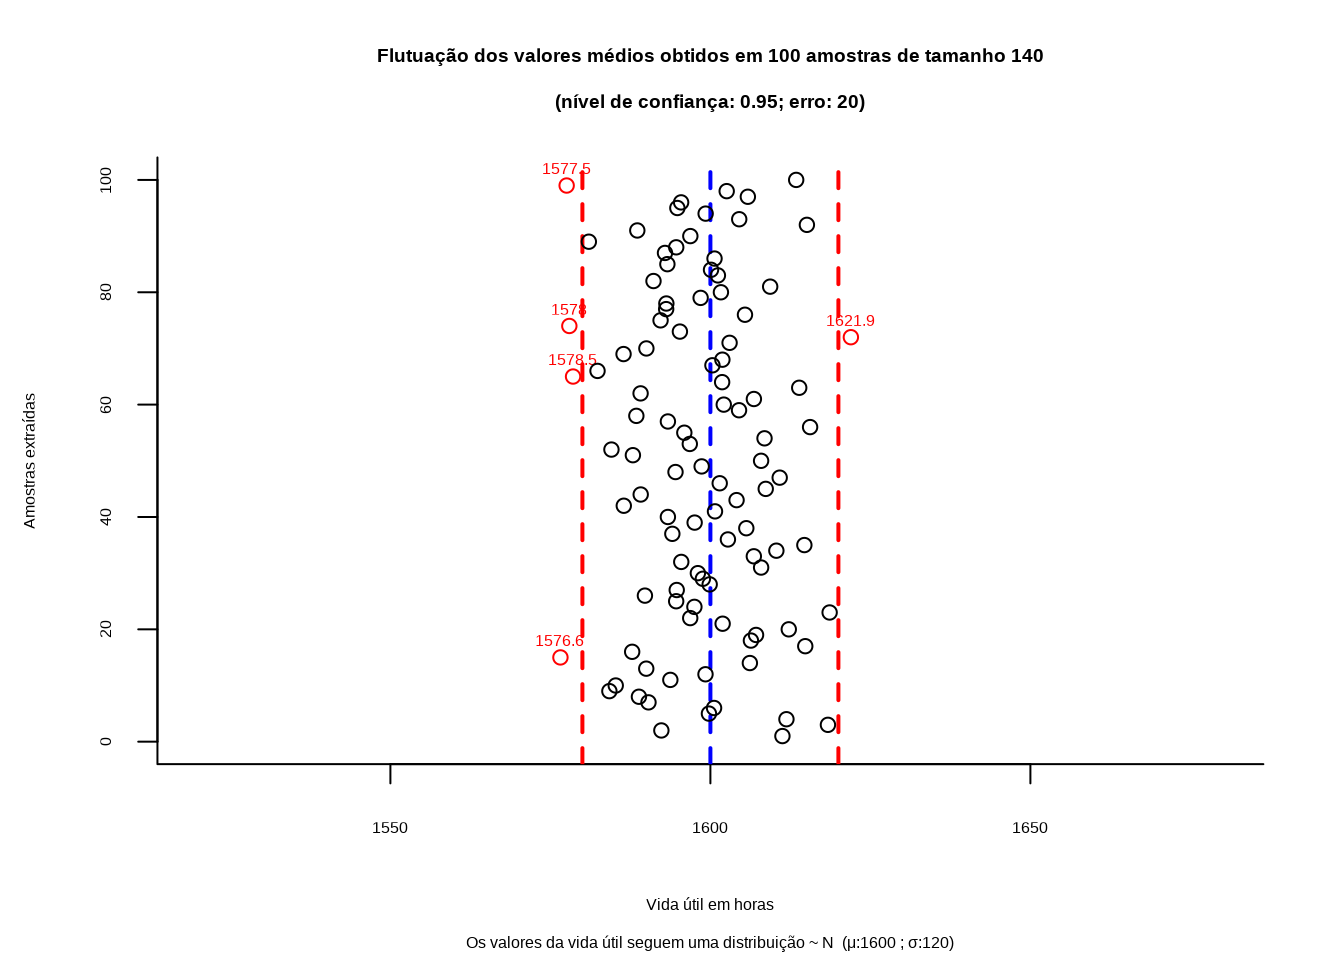 Flutuação dos valores médios obtidos em 100 amostras de tamanho 140
(nível de confiança: 0.95; erro: 20)
1577.5
1578
1621.9
1578.5
1576.6
100
80
60
40
20
0
Amostras extraídas
1550 1600 1650
Vida útil em horas
Os valores da vida útil seguem uma distribuição ~ N  (μ:1600 ; σ:120)